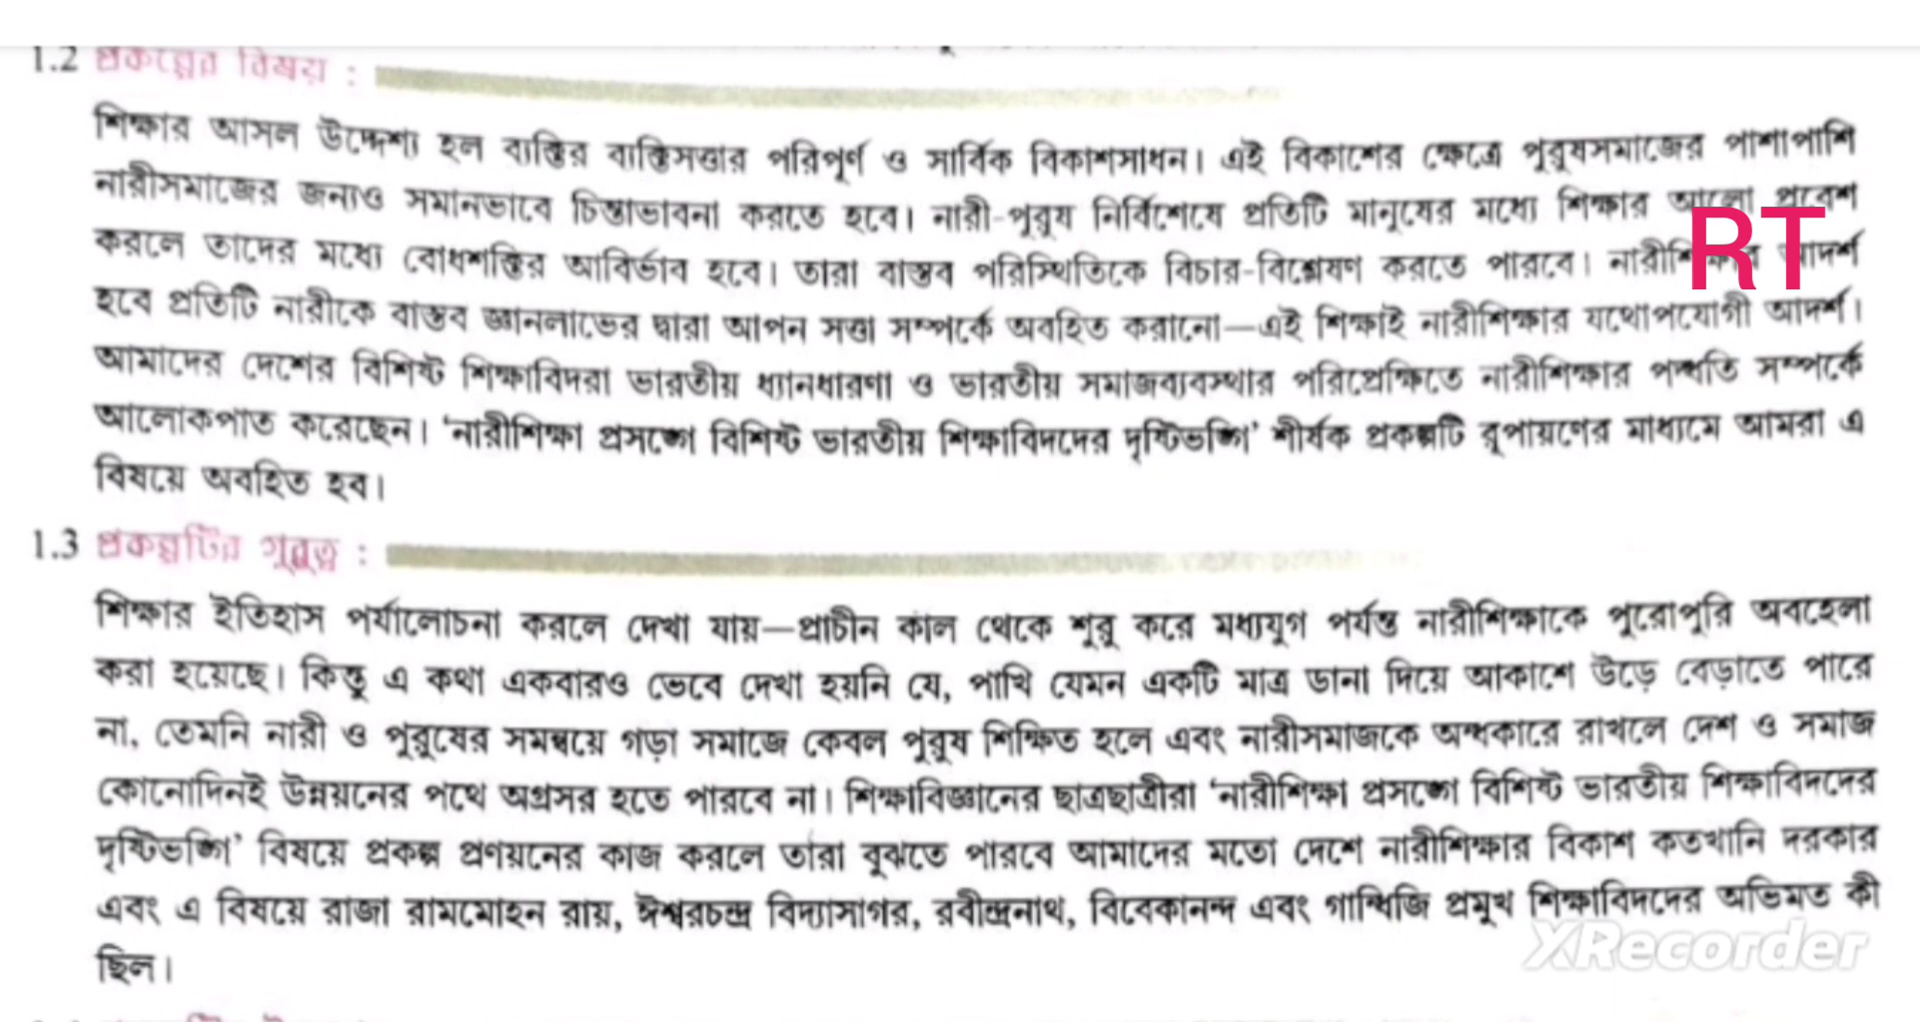 1.2 প্রকল্পের বিষয় :
শিক্ষার আসল উদ্দেশ্য হল ব্যক্তির ব্যক্তিসত্তার পরিপূর্ণ ও সার্বিক বিকাশসাধন। এই বিকাশের ক্ষেত্রে পুরুষসমাজের পাশাপাশি
নারীসমাজের জন্যও সমানভাবে চিন্তাভাবনা করতে হবে। নারী-পুরুষ নির্বিশেষে প্রতিটি মানুষের মধ্যে শিক্ষার আলো প্রবেশ
RT
করলে তাদের মধ্যে বোধশক্তির আবির্ভাব হবে। তারা বাস্তব পরিস্থিতিকে বিচার-বিশ্লেষণ করতে পারবে। নারীশিক্ষার আদর্শ
হবে প্রতিটি নারীকে বাস্তব জ্ঞানলাভের দ্বারা আপন সত্তা সম্পর্কে অবহিত করানো—এই শিক্ষাই নারীশিক্ষার যথোপযোগী আদর্শ।
আমাদের দেশের বিশিষ্ট শিক্ষাবিদরা ভারতীয় ধ্যানধারণা ও ভারতীয় সমাজব্যবস্থার পরিপ্রেক্ষিতে নারীশিক্ষার পদ্ধতি সম্পর্কে
আলোকপাত করেছেন। ‘নারীশিক্ষা প্রসঙ্গে বিশিষ্ট ভারতীয় শিক্ষাবিদদের দৃষ্টিভঙ্গি’ শীর্ষক প্রকল্পটি রূপায়ণের মাধ্যমে আমরা এ
বিষয়ে অবহিত হব।
1.3 প্রকল্পটির গুরুত্ব :
শিক্ষার ইতিহাস পর্যালোচনা করলে দেখা যায়—প্রাচীন কাল থেকে শুরু করে মধ্যযুগ পর্যন্ত নারীশিক্ষাকে পুরোপুরি অবহেলা
করা হয়েছে। কিন্তু এ কথা একবারও ভেবে দেখা হয়নি যে, পাখি যেমন একটি মাত্র ডানা দিয়ে আকাশে উড়ে বেড়াতে পারে
না, তেমনি নারী ও পুরুষের সমন্বয়ে গড়া সমাজে কেবল পুরুষ শিক্ষিত হলে এবং নারীসমাজকে অন্ধকারে রাখলে দেশ ও সমাজ
কোনোদিনই উন্নয়নের পথে অগ্রসর হতে পারবে না। শিক্ষাবিজ্ঞানের ছাত্রছাত্রীরা ‘নারীশিক্ষা প্রসঙ্গে বিশিষ্ট ভারতীয় শিক্ষাবিদদের
দৃষ্টিভঙ্গি’ বিষয়ে প্রকল্প প্রণয়নের কাজ করলে তারা বুঝতে পারবে আমাদের মতো দেশে নারীশিক্ষার বিকাশ কতখানি দরকার
এবং এ বিষয়ে রাজা রামমোহন রায়, ঈশ্বরচন্দ্র বিদ্যাসাগর, রবীন্দ্রনাথ, বিবেকানন্দ এবং গান্ধিজি প্রমুখ শিক্ষাবিদদের অভিমত কী
ছিল।
XRecorder